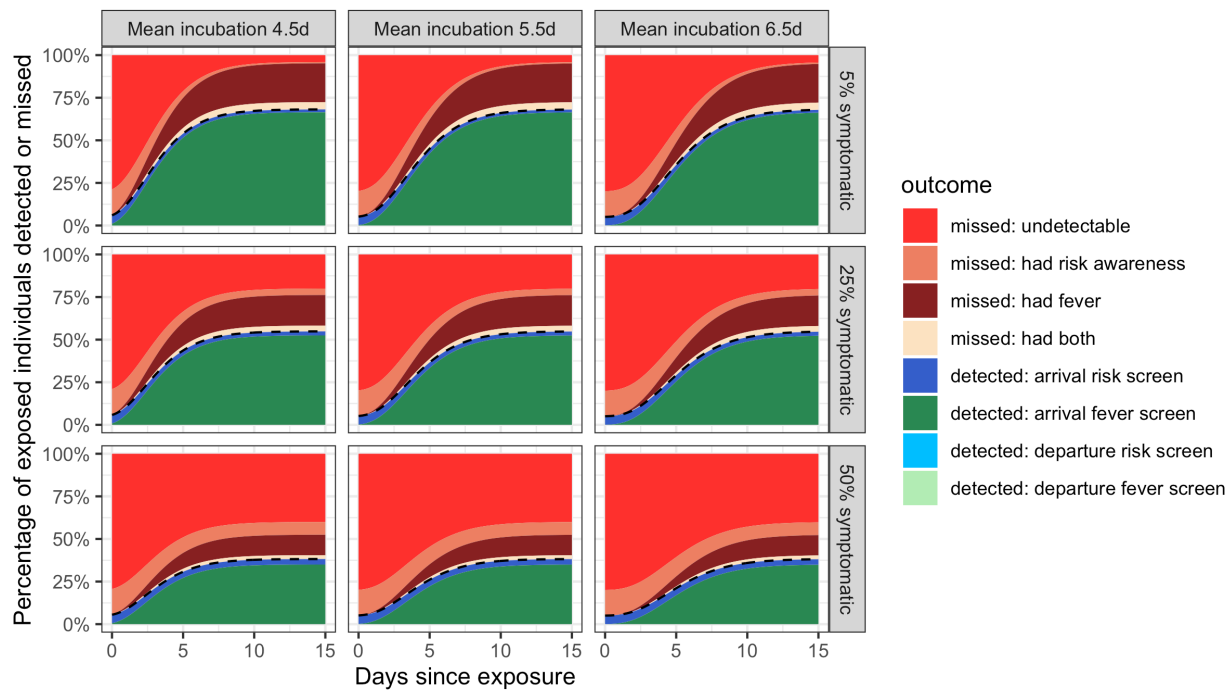 Mean incubation 4.5d Mean incubation 5.5d Mean incubation 6.5d
Percentage of exposed individuals detected or missed
100%
75%
50%
25%
0%
5% symptomatic
100%
75%
50%
25%
0%
25% symptomatic
100%
75%
50%
25%
0%
50% symptomatic
0 5 10 15 0 5 10 15 0 5 10 15
Days since exposure
outcome
missed: undetectable
missed: had risk awareness
missed: had fever
missed: had both
detected: arrival risk screen
detected: arrival fever screen
detected: departure risk screen
detected: departure fever screen